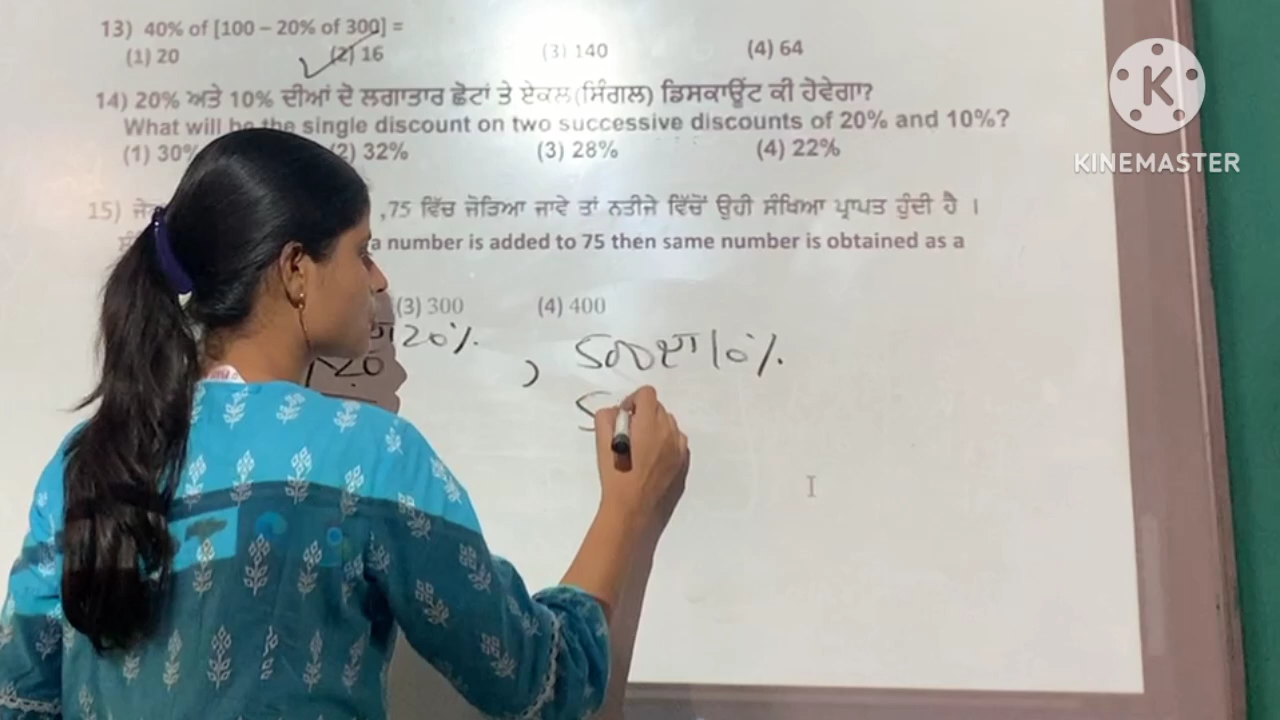 13) 40% of [100 – 20% of 300] =
(1) 20 (2) 16 (3) 140 (4) 64
14) 20% ਅਤੇ 10% ਦੀਆਂ ਦੋ ਲਗਾਤਾਰ ਛੋਟਾਂ ਤੇ ਏਕਲ (ਸਿੰਗਲ) ਡਿਸਕਾਊਂਟ ਕੀ ਹੋਵੇਗਾ?
What will be the single discount on two successive discounts of 20% and 10%?
(1) 30% (2) 32% (3) 28% (4) 22%
15) ,75 ਵਿੱਚ ਜੋੜਿਆ ਜਾਵੇ ਤਾਂ ਨਤੀਜੇ ਵਿੱਚੋਂ ਉਹੀ ਸੰਖਿਆ ਪ੍ਰਾਪਤ ਹੁੰਦੀ ਹੈ ।
a number is added to 75 then same number is obtained as a
(3) 300 (4) 400
ਦਾ 20% , 500 ਦਾ 10%
KINEMASTER